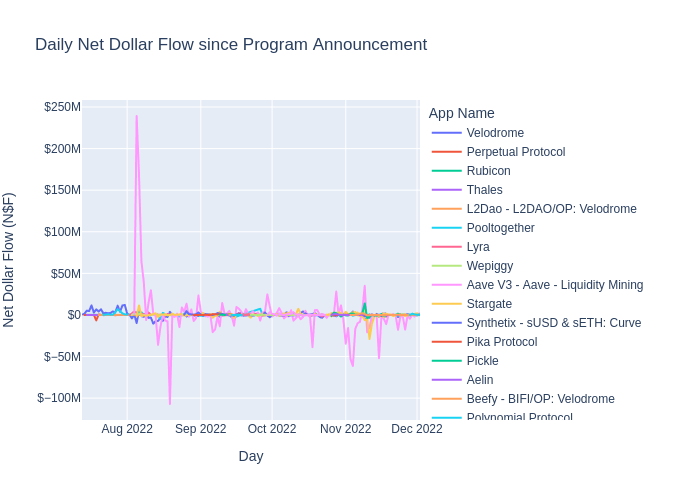 Daily Net Dollar Flow since Program Announcement
Net Dollar Flow (N$F)
$250M
$200M
$150M
$100M
$50M
$0
$−50M
$−100M
Aug 2022
Sep 2022
Oct 2022
Nov 2022
Dec 2022
Day
App Name
Velodrome
Perpetual Protocol
Rubicon
Thales
L2Dao - L2DAO/OP: Velodrome
Pooltogether
Lyra
Wepiggy
Aave V3 - Aave - Liquidity Mining
Stargate
Synthetix - sUSD & sETH: Curve
Pika Protocol
Pickle
Aelin
Beefy - BIFI/OP: Velodrome
Polynomial Protocol